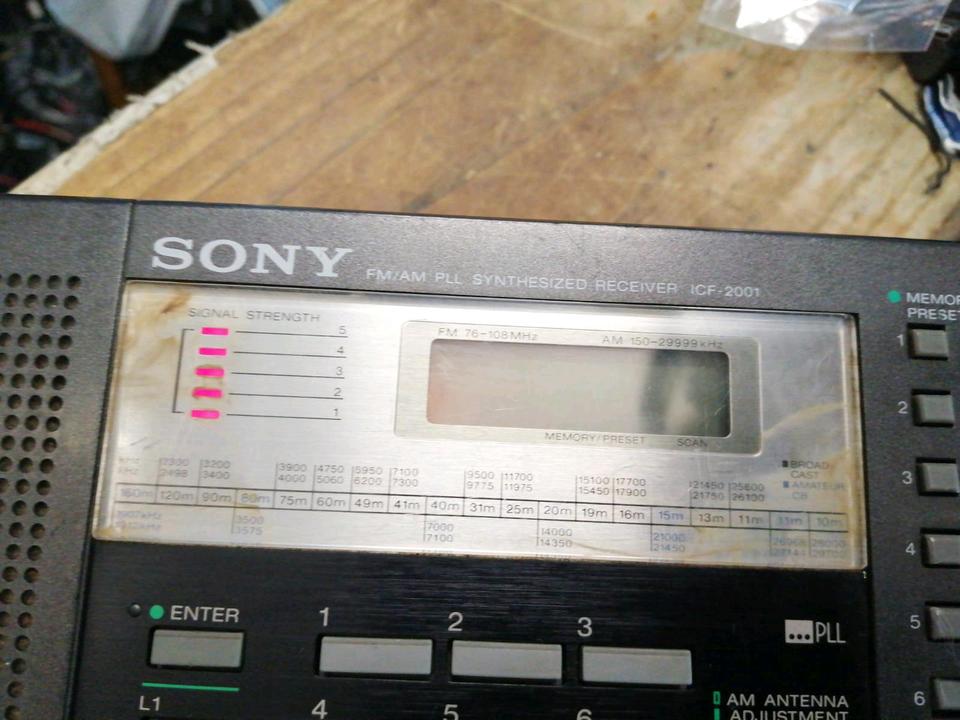 SONY FM/AM PLL SYNTHESIZED RECEIVER ICF-2001
MEMOR
PRESET
SIGNAL STRENGTH
5
4
3
2
1
FM 76-108MHz AM 150-29999kHz
MEMORY/PRESET SCAN
BROAD
CAST
AMATEUR
CB
kHz 2300 3200 3900 4750 5950 7100 9500 11700 15100 17700 21450 25600
kHz 2498 3400 4000 5060 6200 7300 9775 11975 15450 17900 21750 26100
160m 120m 90m 80m 75m 60m 49m 41m 40m 31m 25m 20m 19m 16m 15m 13m 11m 11m 10m
3500 7000 14000 21000
3575 7100 14350 21450
1
2
3
4
5
6
ENTER 1 2 3
PLL
L1 4 5 6
AM ANTENNA
ADJUSTMENT